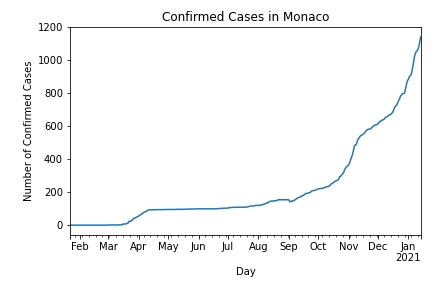 Confirmed Cases in Monaco
1200
1000
800
600
400
200
0
Number of Confirmed Cases
Feb Mar Apr May Jun Jul Aug Sep Oct Nov Dec Jan
2021
Day